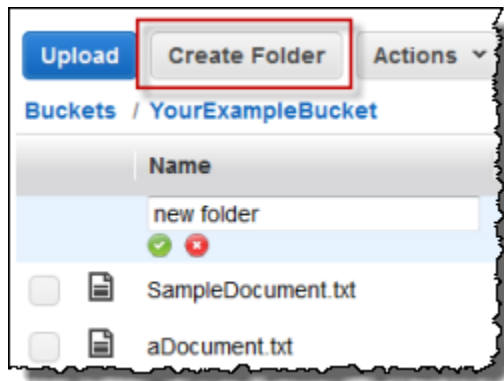 Upload Create Folder Actions
Buckets / YourExampleBucket
Name
new folder
SampleDocument.txt
aDocument.txt